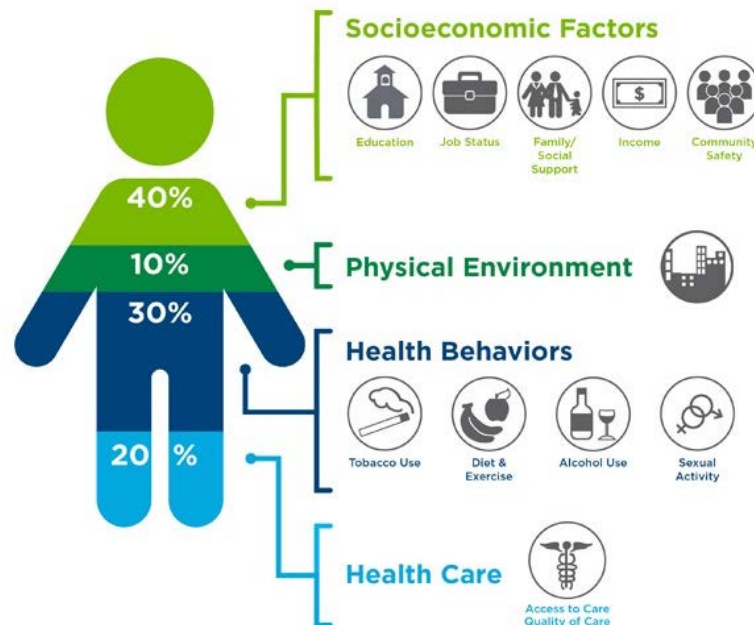 Socioeconomic Factors
$
Education
Job Status
Family/
Social
Support
Income
Community
Safety
40%
10%
Physical Environment
30%
Health Behaviors
Tobacco Use
Diet &
Exercise
Alcohol Use
Sexual
Activity
20 %
Health Care
Access to Care
Quality of Care